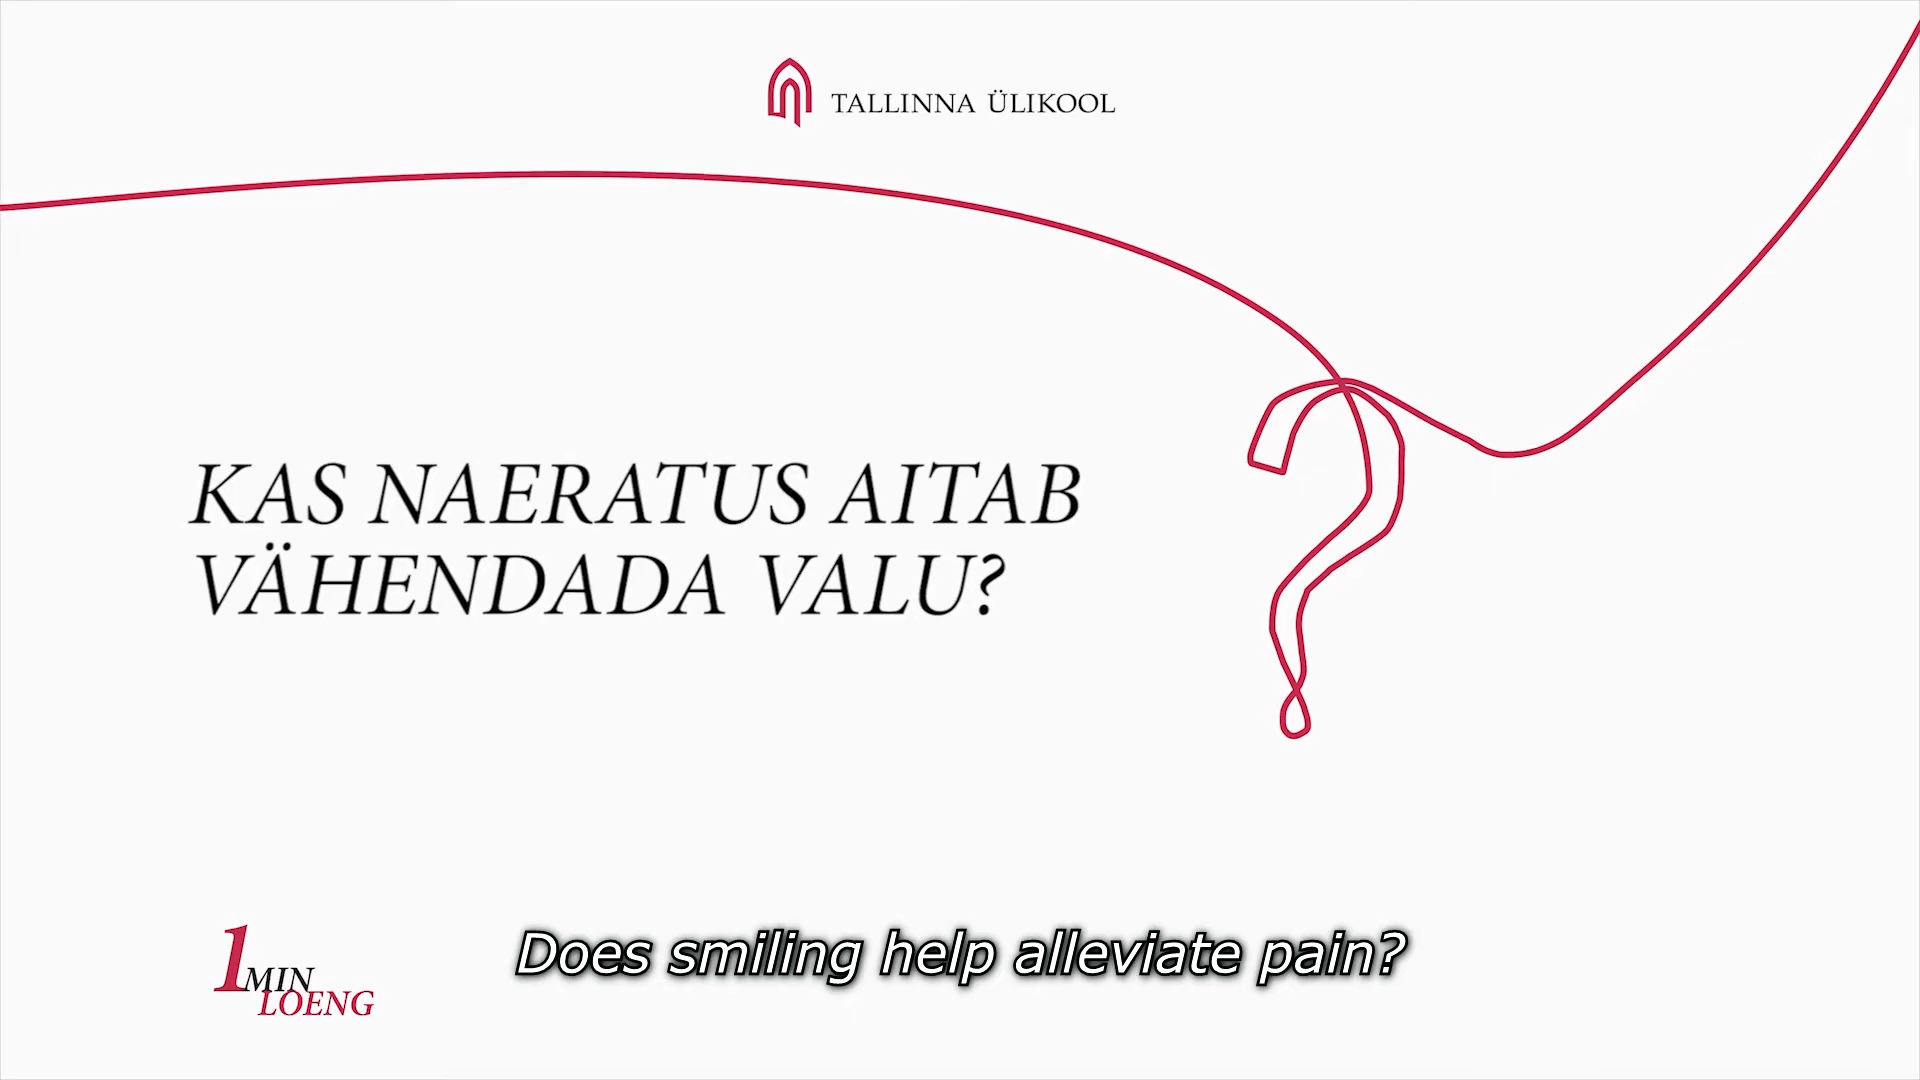 TALLINNA ÜLIKOOL
KAS NAERATUS AITAB
VÄHENDADA VALU?
1MIN
LOENG
Does smiling help alleviate pain?